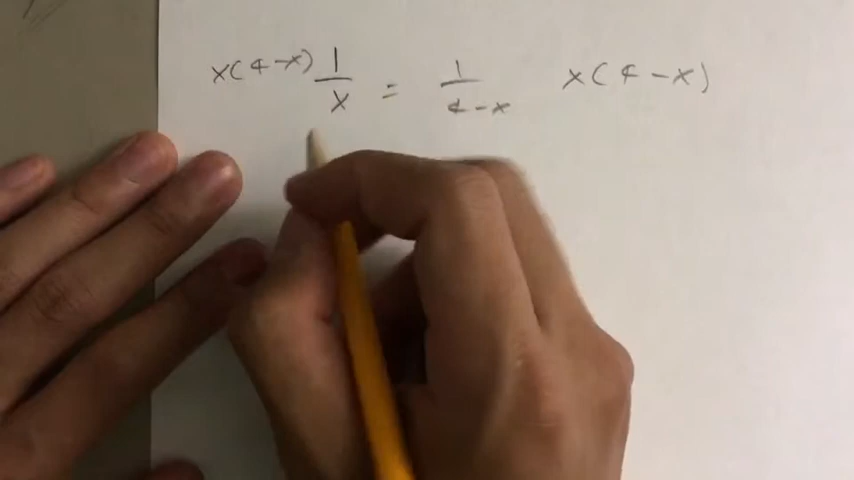 x(4-x) 1/x = 1/4-x x(4-x)